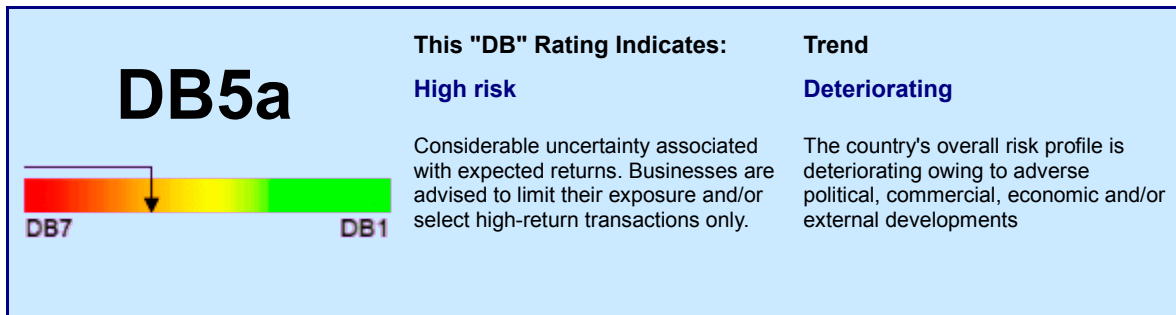 DB5a
DB7
DB1
This "DB" Rating Indicates:
High risk
Considerable uncertainty associated
with expected returns. Businesses are
advised to limit their exposure and/or
select high-return transactions only.
Trend
Deteriorating
The country's overall risk profile is
deteriorating owing to adverse
political, commercial, economic and/or
external developments